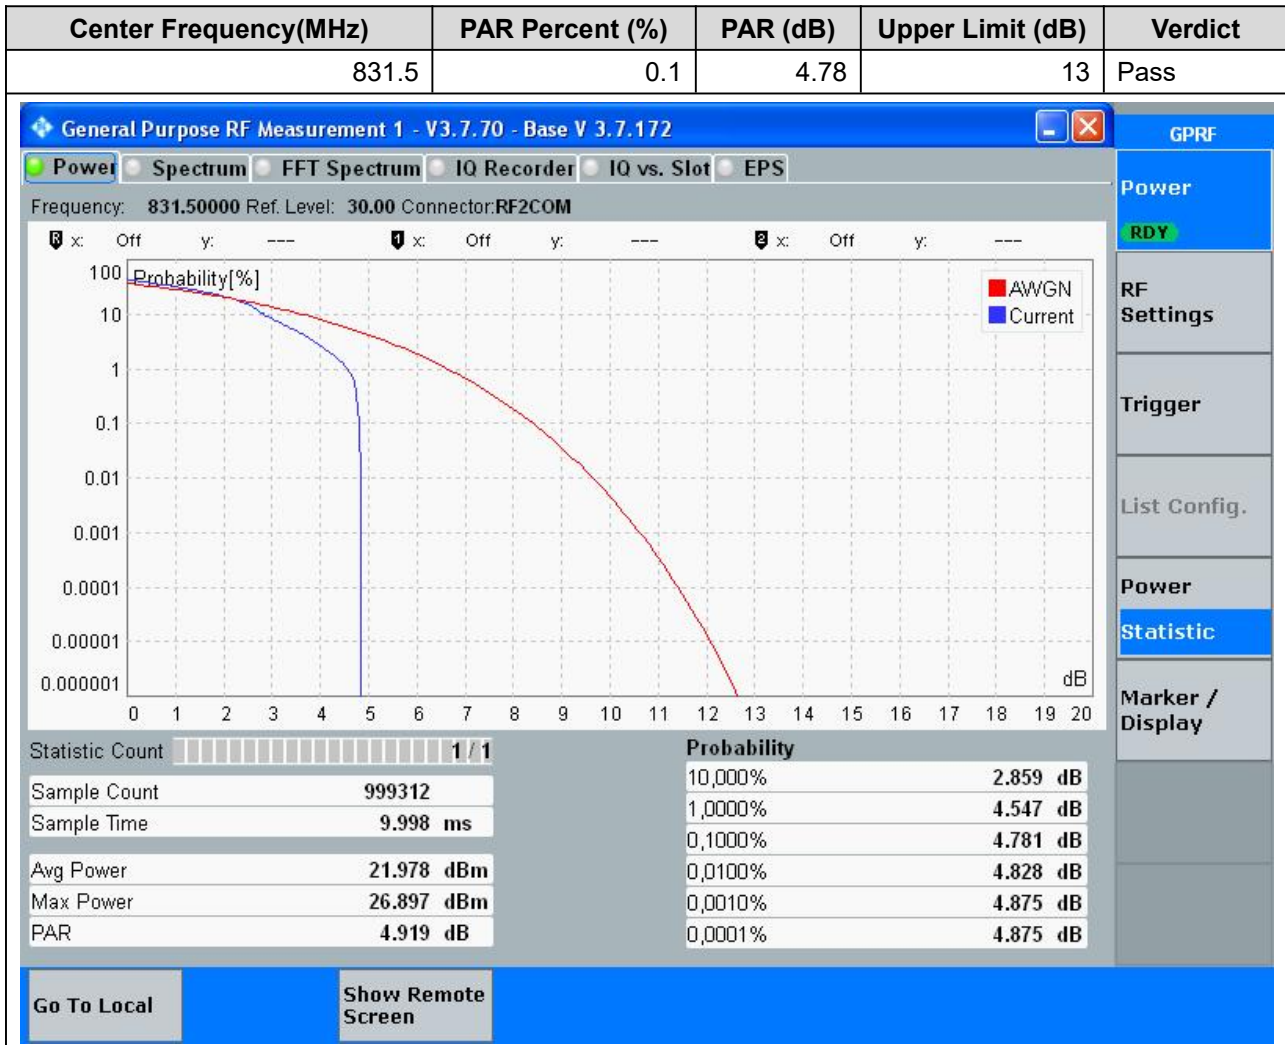 Center Frequency(MHz) PAR Percent (%) PAR (dB) Upper Limit (dB) Verdict
831.5 0.1 4.78 13 Pass
General Purpose RF Measurement 1 - V3.7.70 - Base V 3.7.172
GPRF
Power Spectrum FFT Spectrum IQ Recorder IQ vs. Slot EPS
Frequency: 831.50000 Ref. Level: 30.00 Connector:RF2COM
R x: Off y: --- 1 x: Off y: --- 2 x: Off y: ---
Probability[%]
100
10
1
0.1
0.01
0.001
0.0001
0.00001
0.000001
AWGN
Current
dB
0 1 2 3 4 5 6 7 8 9 10 11 12 13 14 15 16 17 18 19 20
Statistic Count 1 / 1
Sample Count 999312
Sample Time 9.998 ms
Avg Power 21.978 dBm
Max Power 26.897 dBm
PAR 4.919 dB
Probability
10,000% 2.859 dB
1,0000% 4.547 dB
0,1000% 4.781 dB
0,0100% 4.828 dB
0,0010% 4.875 dB
0,0001% 4.875 dB
Power
RDY
RF
Settings
Trigger
List Config.
Power
Statistic
Marker /
Display
Go To Local
Show Remote
Screen